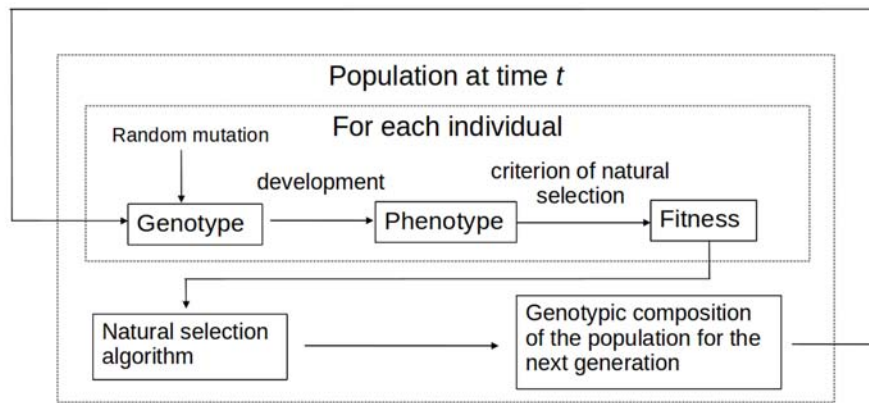 Population at time t
For each individual
Random mutation
development
criterion of natural
selection
Genotype
Phenotype
Fitness
Natural selection
algorithm
Genotypic composition
of the population for the
next generation